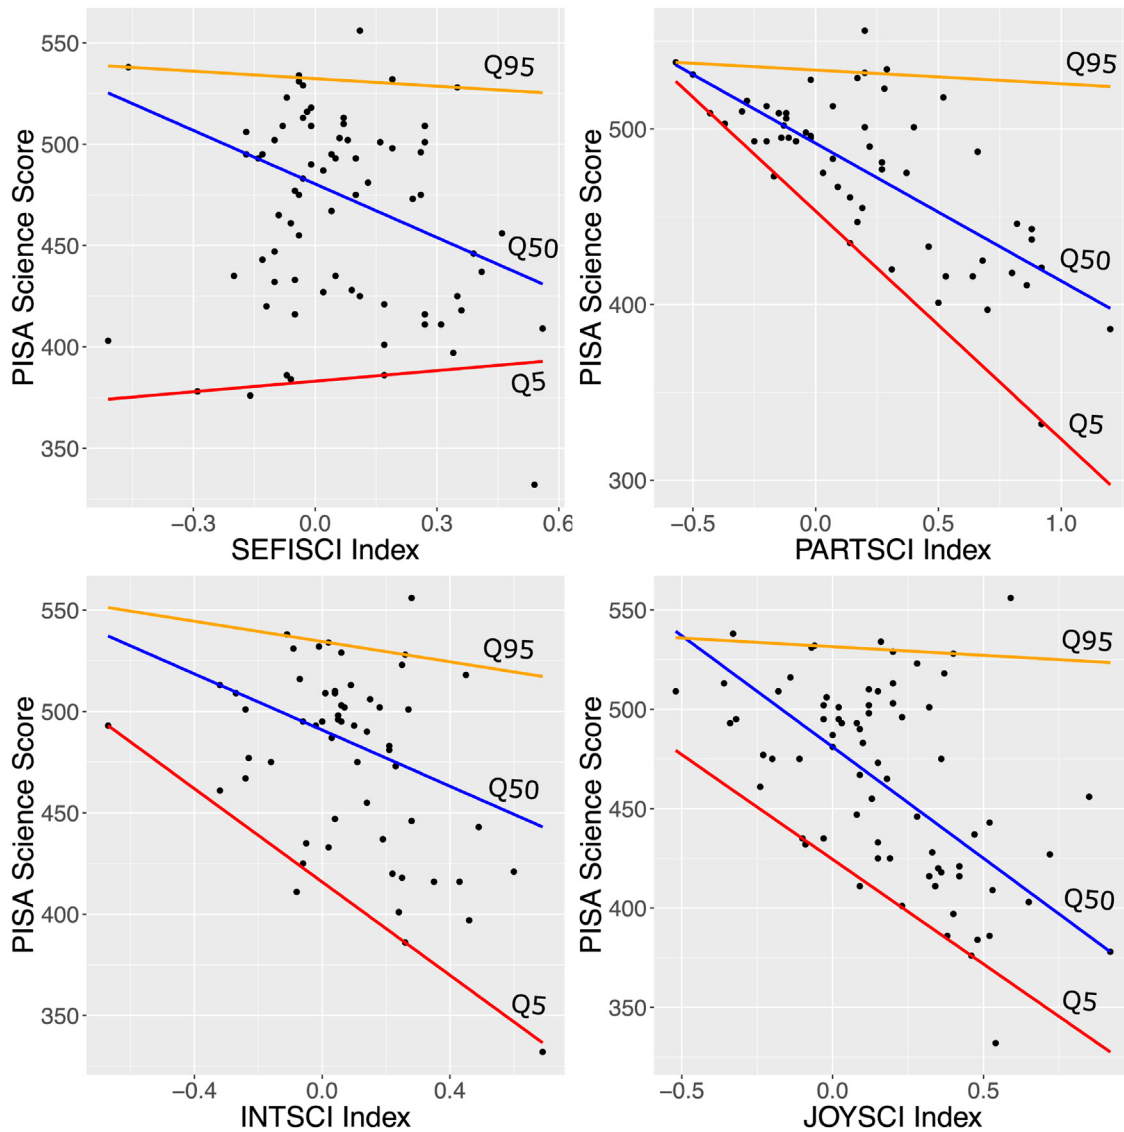 550
500
450
400
350
PISA Science Score
Q95
Q50
Q5
−0.3
0.0
0.3
0.6
SEFISCI Index
500
400
300
PISA Science Score
Q95
Q50
Q5
−0.5
0.0
0.5
1.0
PARTSCI Index
550
500
450
400
350
PISA Science Score
Q95
Q50
Q5
−0.4
0.0
0.4
INTSCI Index
550
500
450
400
350
PISA Science Score
Q95
Q50
Q5
−0.5
0.0
0.5
JOYSCI Index